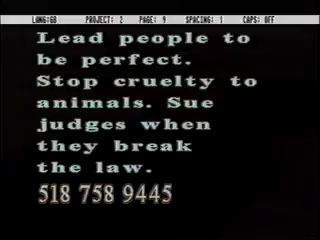 LANG:GB PROJECT: 2 PAGE: 9 SPACING: 1 CAPS: OFF
Lead people to
be perfect.
Stop cruelty to
animals. Sue
judges when
they break
the law.
518 758 9445